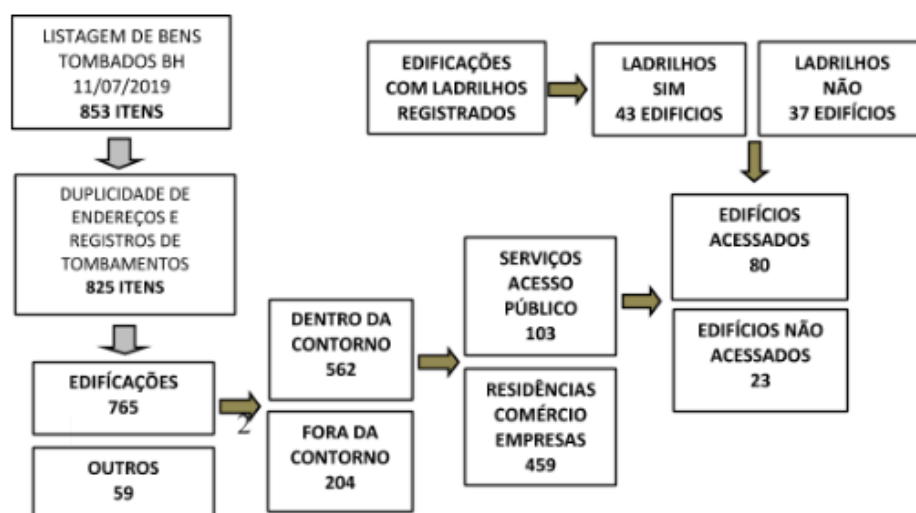 LISTAGEM DE BENS
TOMBADOS BH
11/07/2019
853 ITENS
DUPLICIDADE DE
ENDEREÇOS E
REGISTROS DE
TOMBAMENTOS
825 ITENS
EDIFÍCAÇÕES
765
OUTROS
59
2
DENTRO DA
CONTORNO
562
FORA DA
CONTORNO
204
SERVIÇOS
ACESSO
PÚBLICO
103
RESIDÊNCIAS
COMÉRCIO
EMPRESAS
459
EDIFICAÇÕES
COM LADRILHOS
REGISTRADOS
LADRILHOS
SIM
43 EDIFICIOS
LADRILHOS
NÃO
37 EDIFÍCIOS
EDIFÍCIOS
ACESSADOS
80
EDIFÍCIOS NÃO
ACESSADOS
23